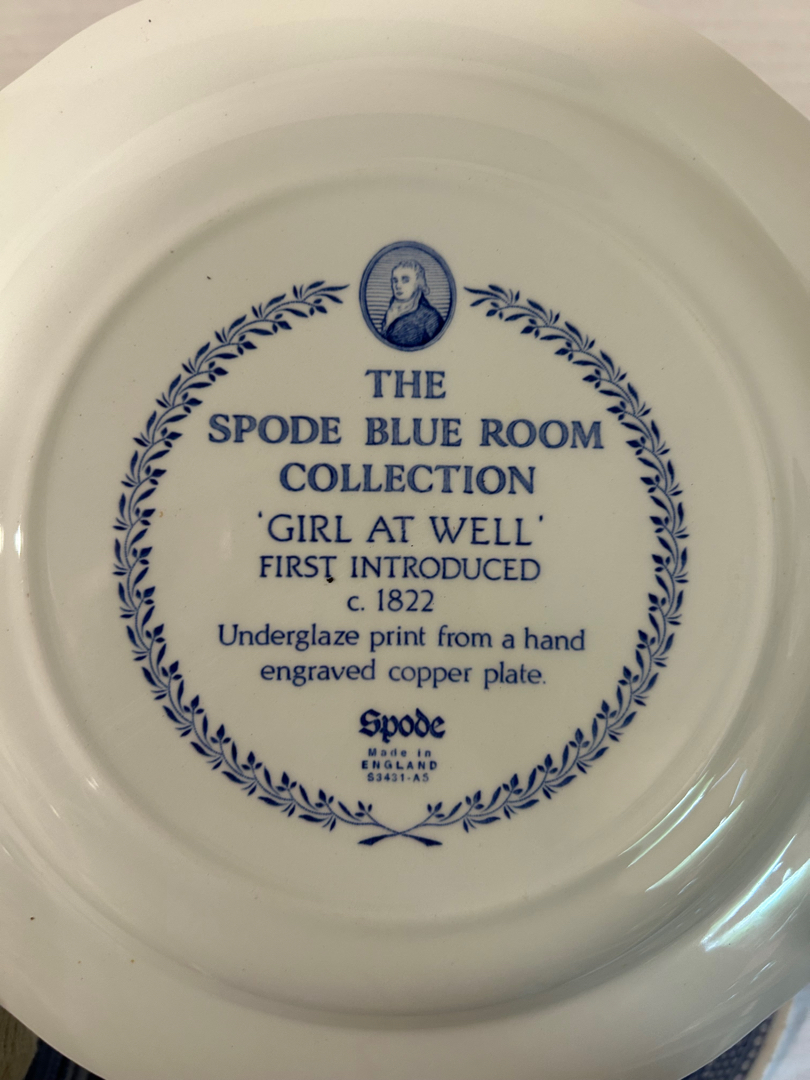 THE
SPODE BLUE ROOM
COLLECTION
'GIRL AT WELL'
FIRST INTRODUCED
c. 1822
Underglaze print from a hand
engraved copper plate.
Spode
Made in
ENGLAND
S3431-A5